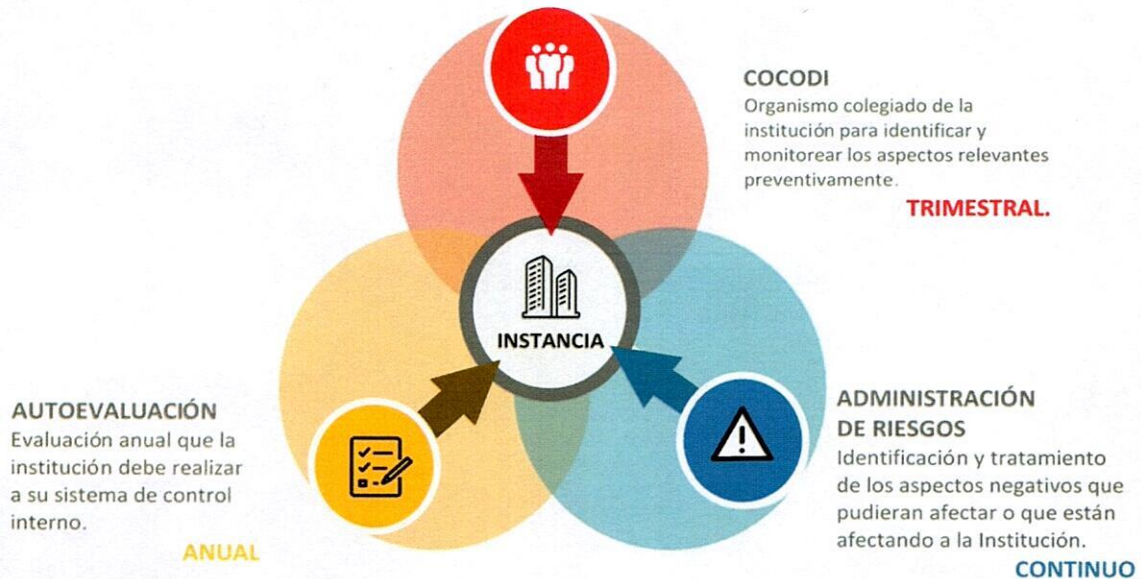 COCODI
Organismo colegiado de la
institución para identificar y
monitorear los aspectos relevantes
preventivamente.
TRIMESTRAL.
INSTANCIA
AUTOEVALUACIÓN
Evaluación anual que la
institución debe realizar
a su sistema de control
interno.
ANUAL
ADMINISTRACIÓN
DE RIESGOS
Identificación y tratamiento
de los aspectos negativos que
pudieran afectar o que están
afectando a la Institución.
CONTINUO